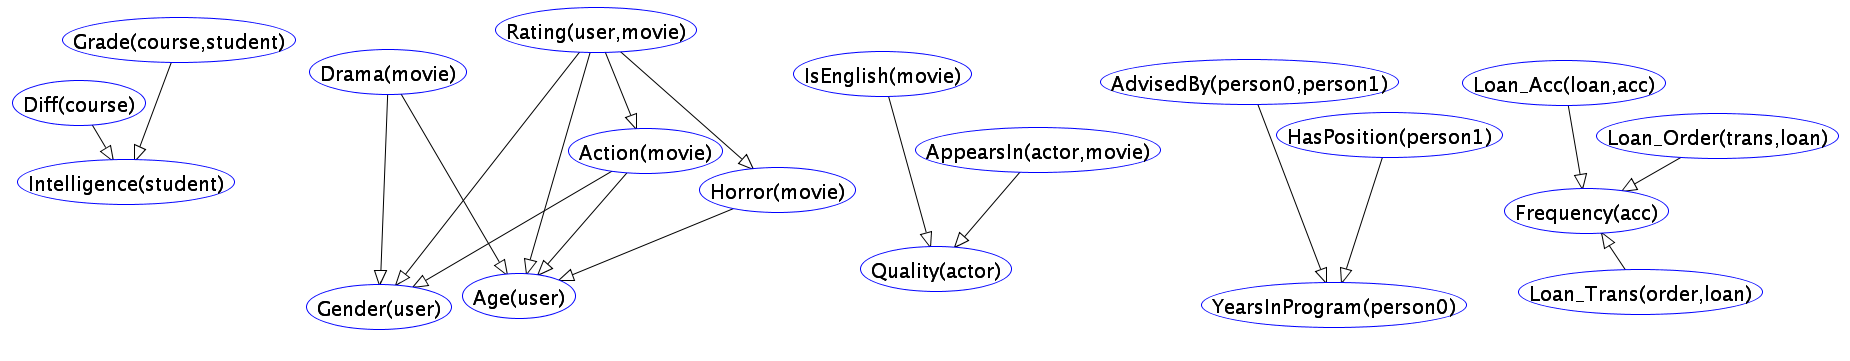 Grade(course,student)
Diff(course)
Intelligence(student)
Rating(user,movie)
Drama(movie)
Action(movie)
Horror(movie)
Gender(user)
Age(user)
IsEnglish(movie)
AppearsIn(actor,movie)
Quality(actor)
AdvisedBy(person0,person1)
HasPosition(person1)
YearsInProgram(person0)
Loan_Acc(loan,acc)
Loan_Order(trans,loan)
Frequency(acc)
Loan_Trans(order,loan)